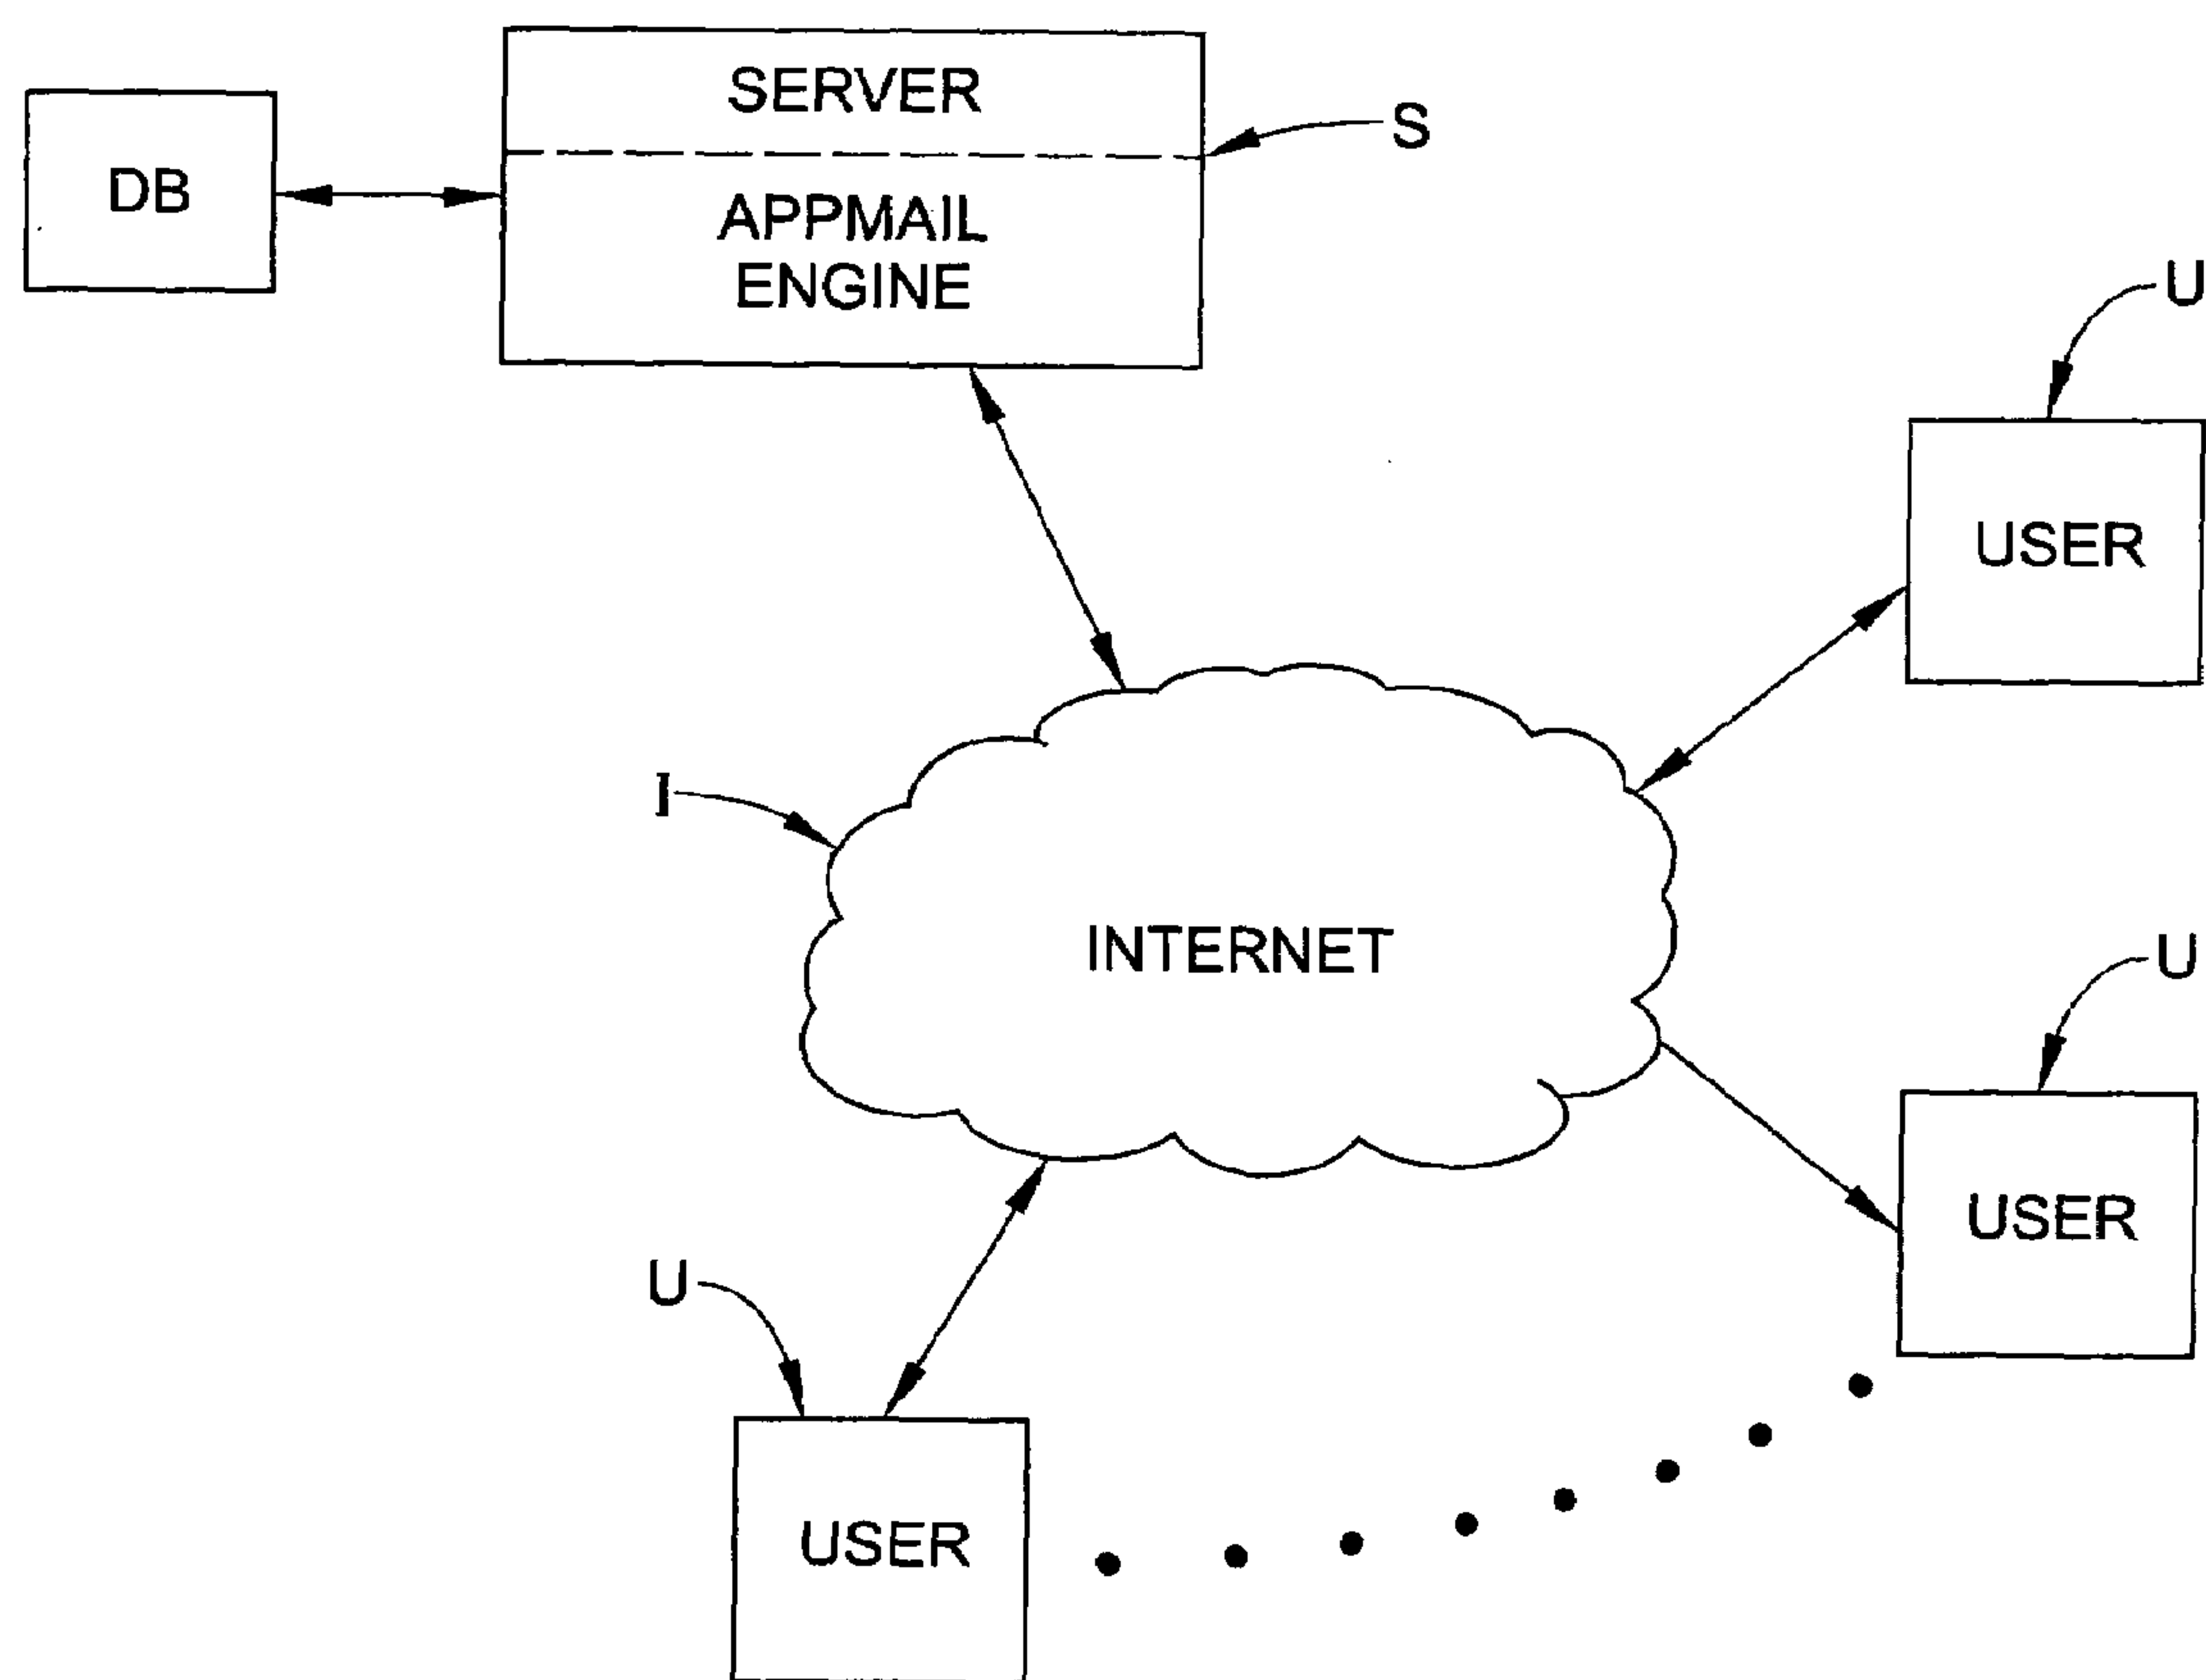 SERVER
S
DB
APPMAIL
ENGINE
U
USER
I
INTERNET
U
USER
U
USER